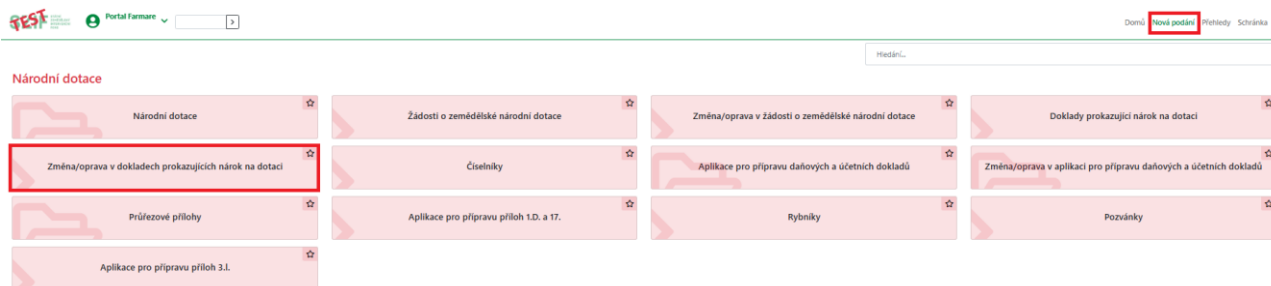 TEST
Portal Farmare
Domů Nová podání Přehledy Schránka
Hledání...
Národní dotace
Národní dotace
Žádosti o zemědělské národní dotace
Změna/oprava v žádosti o zemědělské národní dotace
Doklady prokazující nárok na dotaci
Změna/oprava v dokladech prokazujících nárok na dotaci
Číselníky
Aplikace pro přípravu daňových a účetních dokladů
Změna/oprava v aplikaci pro přípravu daňových a účetních dokladů
Průřezové přílohy
Aplikace pro přípravu příloh 1.D. a 17.
Rybníky
Pozvánky
Aplikace pro přípravu příloh 3.I.